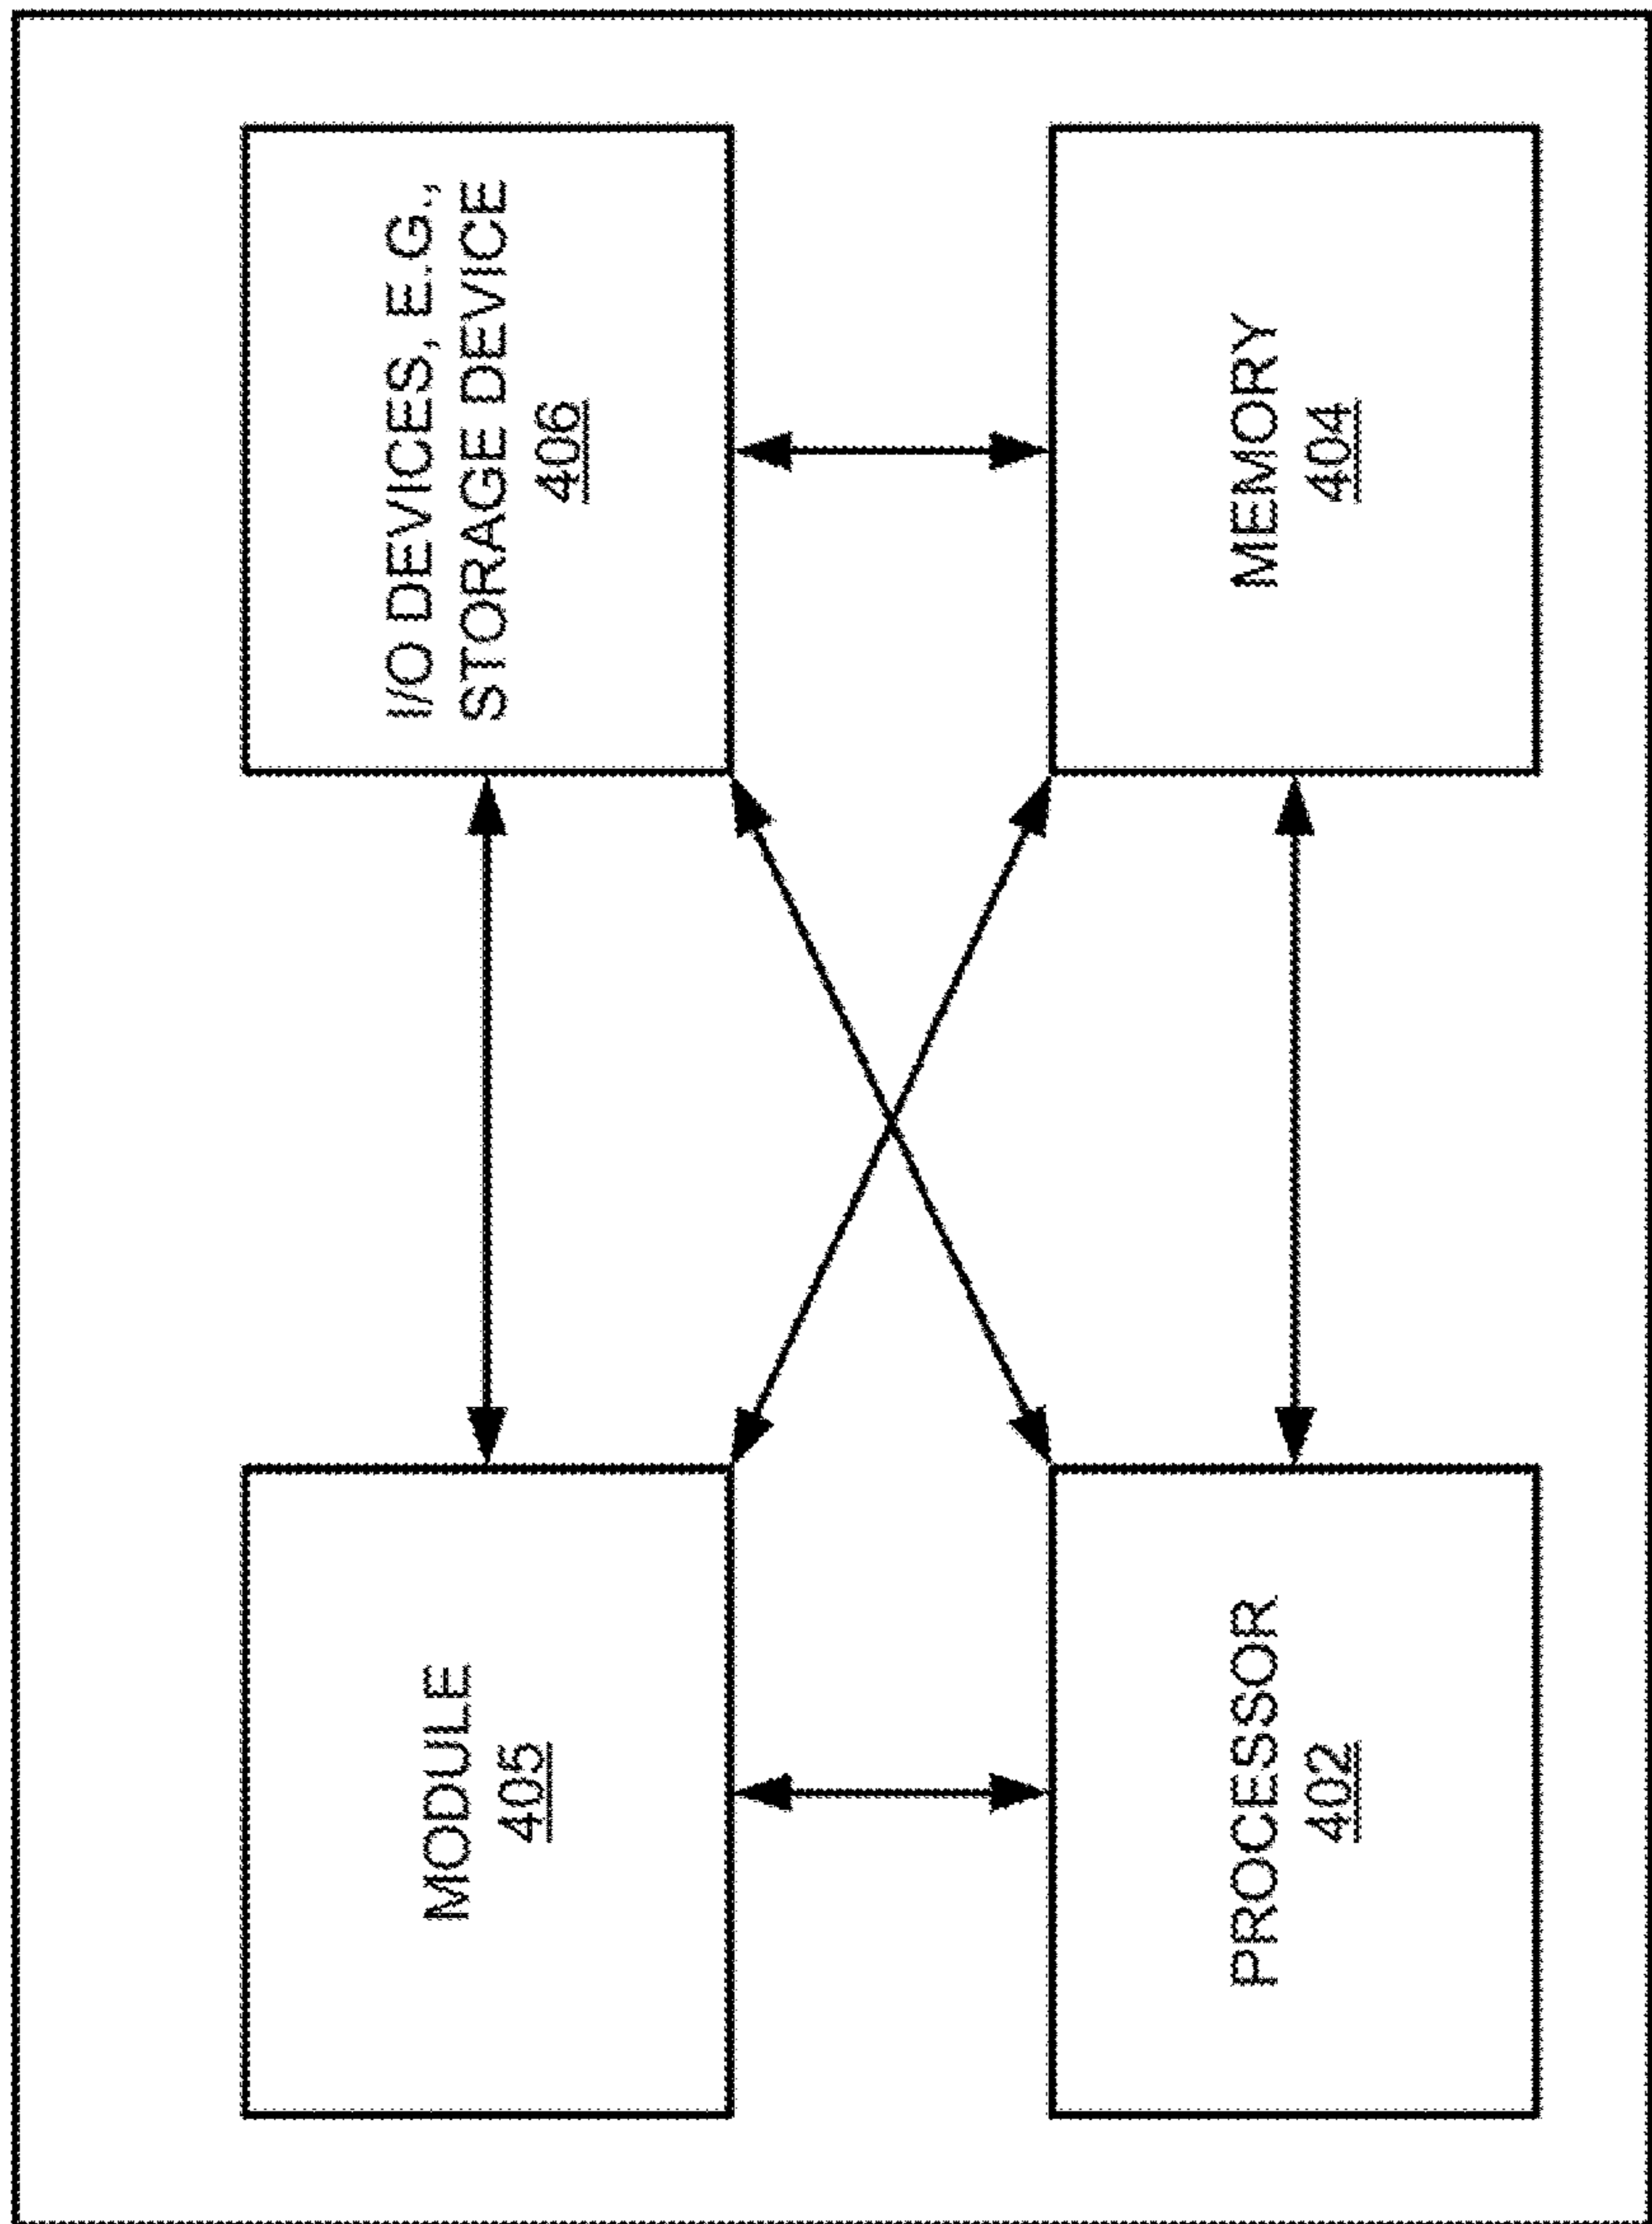 MODULE
405
I/O DEVICES, E.G.,
STORAGE DEVICE
406
PROCESSOR
402
MEMORY
404